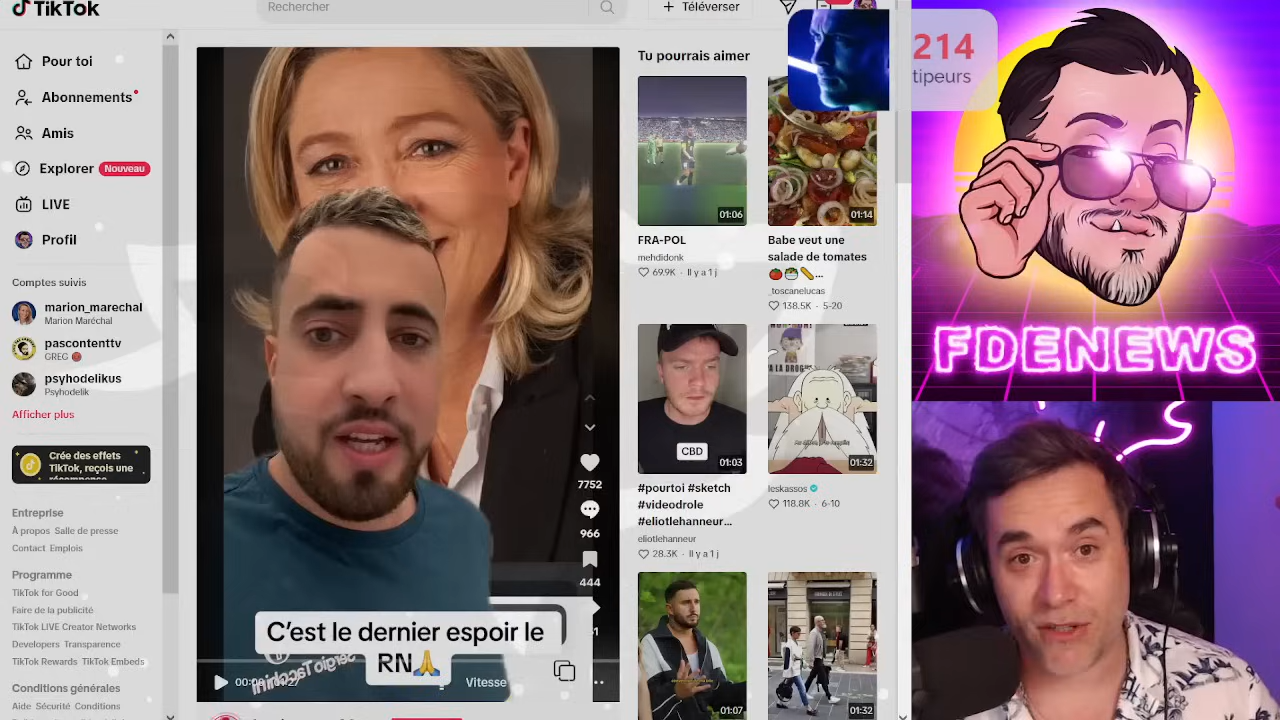 TikTok
Rechercher
+ Téléverser
Pour toi
Abonnements
Amis
Explorer Nouveau
LIVE
Profil
Comptes suivis
marion_marechal
Marion Maréchal
pascontenttv
GREG
psyhodelikus
Psyhodelik
Afficher plus
Crée des effets
TikTok, reçois une
récompense
Entreprise
À propos Salle de presse
Contact Emplois
Programme
TikTok for Good
Faire de la publicité
TikTok LIVE Creator Networks
Developers Transparence
TikTok Rewards TikTok Embeds
Conditions générales
Aide Sécurité Conditions
7752
966
444
C'est le dernier espoir le
RN🙏
Vitesse
Tu pourrais aimer
01:06
FRA-POL
mehdidonk
69.9K · Il y a 1 j
01:14
Babe veut une
salade de tomates
🍅🥗🥖...
_toscanelucas
138.5K · 5-20
CBD
01:03
#pourtoi #sketch
#videodrole
#eliotlehanneur...
eliotlehanneur
28.3K · Il y a 1 j
01:32
leskassos
118.8K · 6-10
01:07
01:32
214
tipeurs
FDENEWS